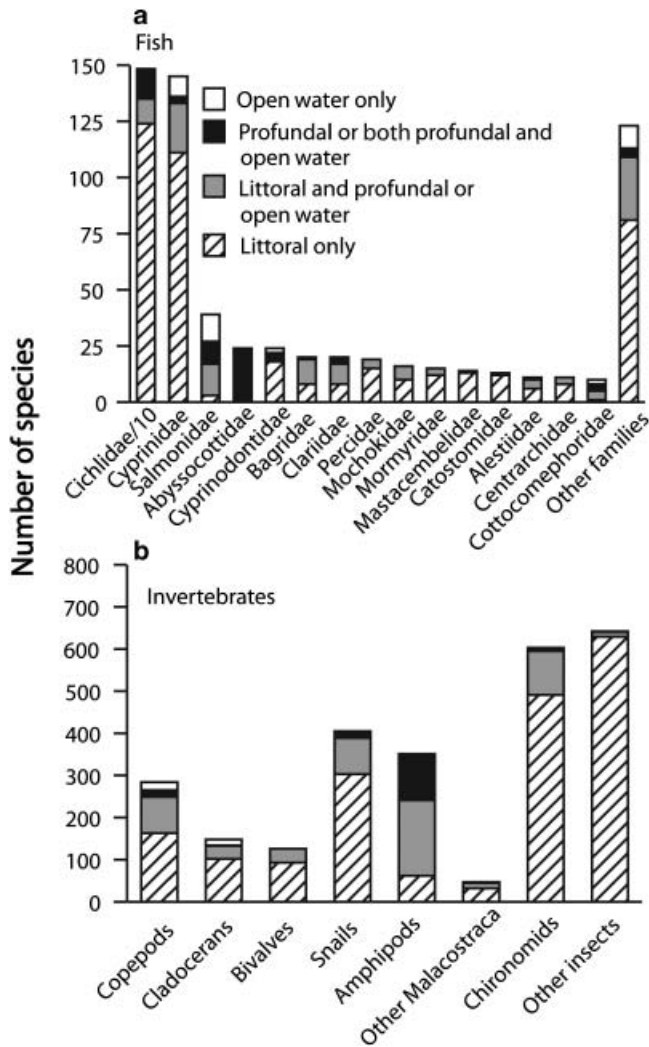 a
Fish
150
125
100
75
50
25
0
Open water only
Profundal or both profundal and
open water
Littoral and profundal or
open water
Littoral only
Number of species
Cichlidae/10
Cyprinidae
Salmonidae
Abyssocottidae
Cyprinodontidae
Bagridae
Clariidae
Percidae
Mochokidae
Mormyridae
Mastacembelidae
Catostomidae
Alestiidae
Centrarchidae
Cottocomephoridae
Other families
b
Invertebrates
800
700
600
500
400
300
200
100
0
Copepods
Cladocerans
Bivalves
Snails
Amphipods
Other Malacostraca
Chironomids
Other insects